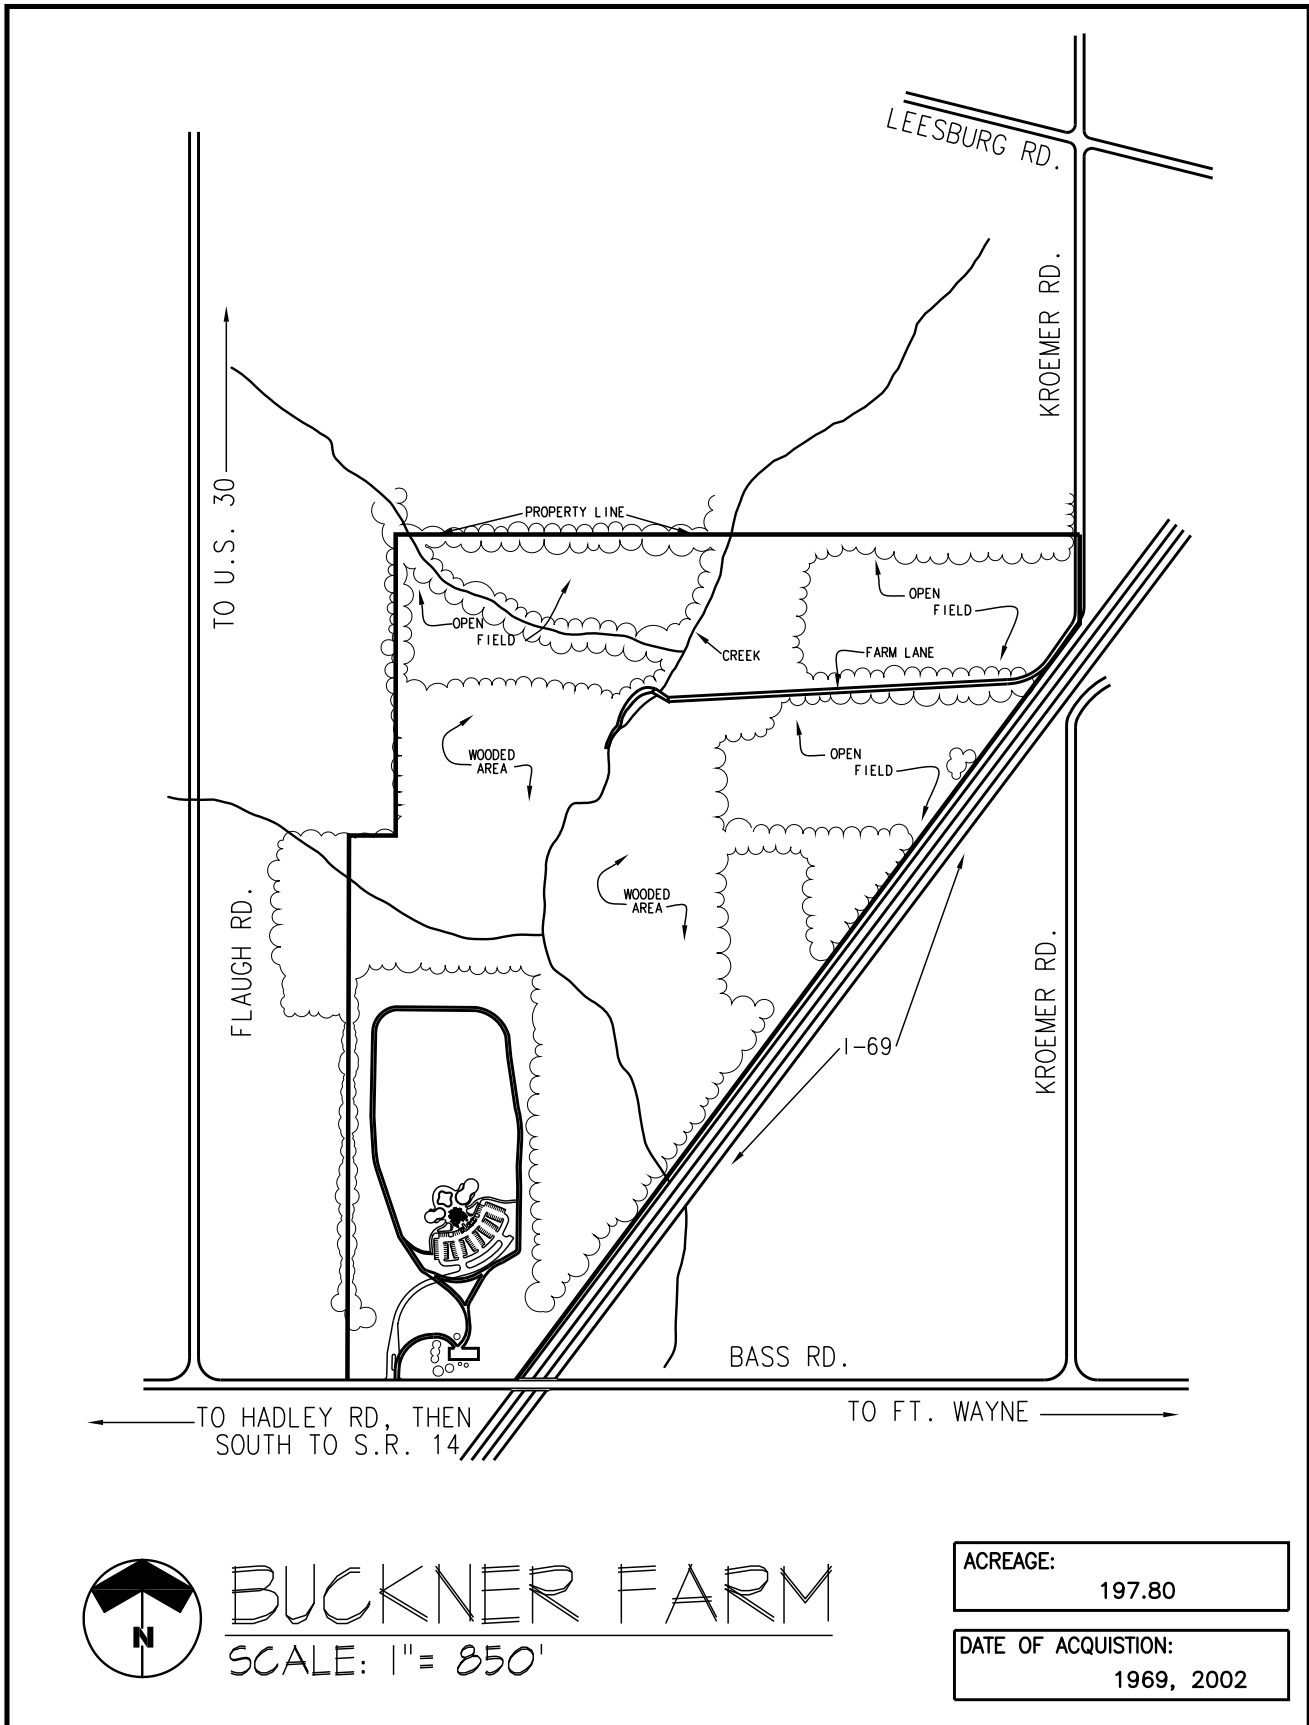 LEESBURG RD.
KROEMER RD.
TO U.S. 30
PROPERTY LINE
OPEN
FIELD
OPEN
FIELD
CREEK
FARM LANE
WOODED
AREA
OPEN
FIELD
WOODED
AREA
FLAUGH RD.
KROEMER RD.
I-69
BASS RD.
TO HADLEY RD, THEN
SOUTH TO S.R. 14
TO FT. WAYNE
N
BUCKNER FARM
SCALE: 1"= 850'
ACREAGE:
197.80
DATE OF ACQUISTION:
1969, 2002